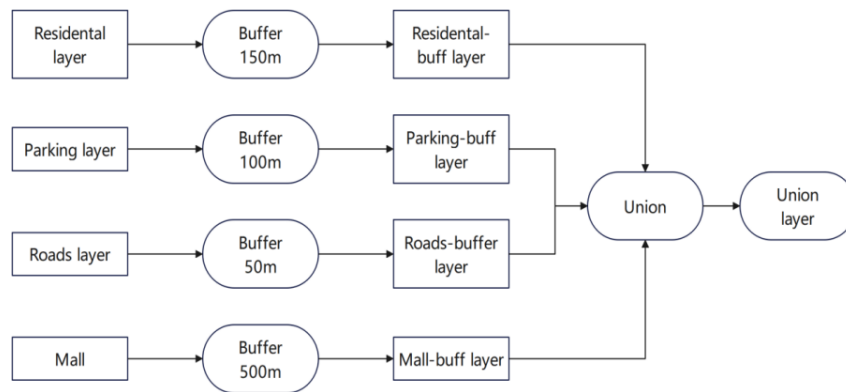 Residental
layer
Buffer
150m
Residental-
buff layer
Parking layer
Buffer
100m
Parking-buff
layer
Union
Union
layer
Roads layer
Buffer
50m
Roads-buffer
layer
Mall
Buffer
500m
Mall-buff layer